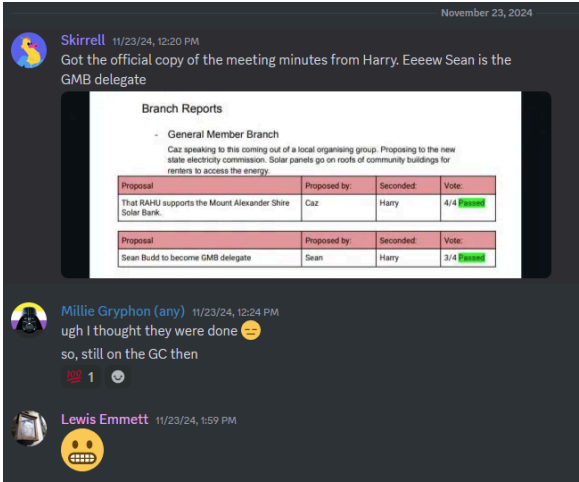 November 23, 2024
Skirrell 11/23/24, 12:20 PM
Got the official copy of the meeting minutes from Harry. Eeeew Sean is the
GMB delegate
Branch Reports
- General Member Branch
Caz speaking to this coming out of a local organising group. Proposing to the new
state electricity commission. Solar panels go on roofs of community buildings for
renters to access the energy.
Proposal Proposed by: Seconded: Vote:
That RAHU supports the Mount Alexander Shire Caz Harry 4/4 Passed
Solar Bank.
Proposal Proposed by: Seconded: Vote:
Sean Budd to become GMB delegate Sean Harry 3/4 Passed
Millie Gryphon (any) 11/23/24, 12:24 PM
ugh I thought they were done 😑
so, still on the GC then
💯 1
Lewis Emmett 11/23/24, 1:59 PM
😬